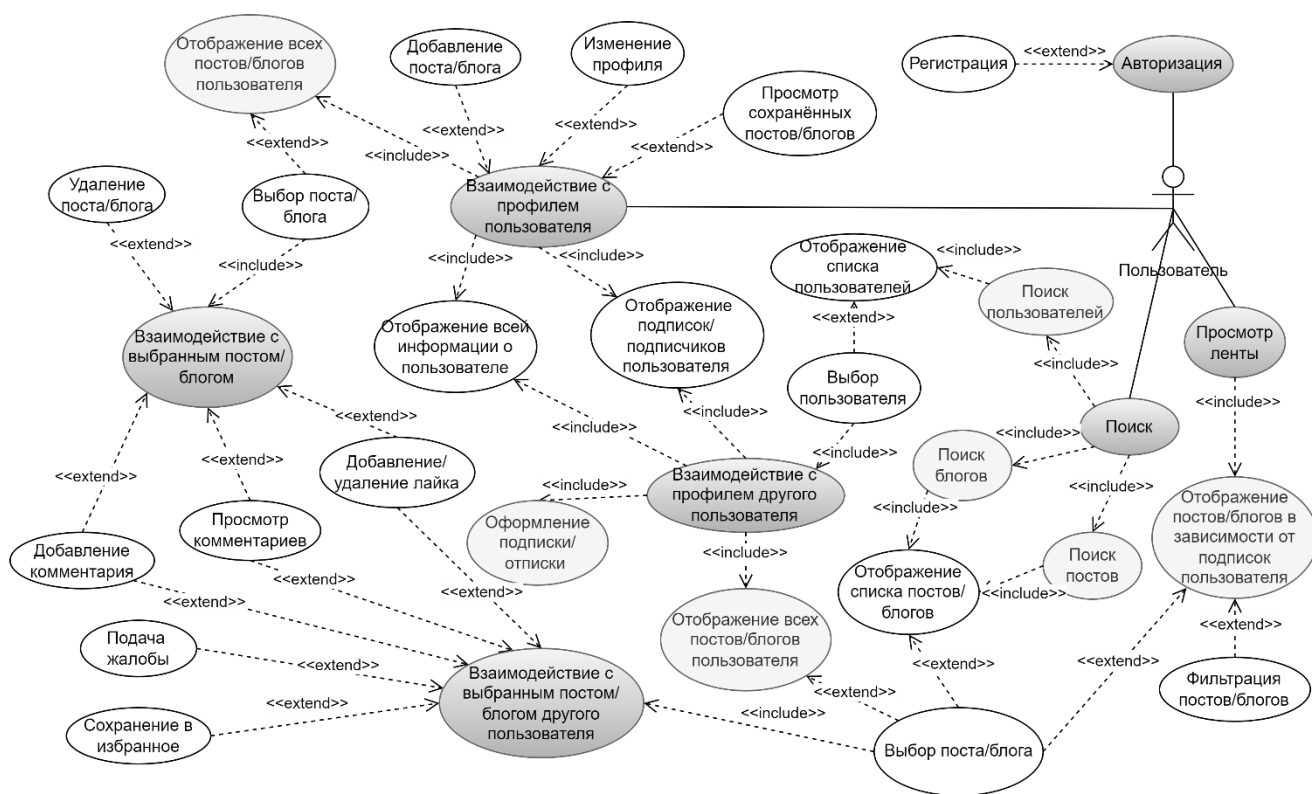 Отображение всех
постов/блогов
пользователя
Добавление
поста/блога
Изменение
профиля
Просмотр
сохранённых
постов/блогов
Регистрация
<<extend>>
Авторизация
<<extend>>
<<include>>
<<extend>>
<<extend>>
<<extend>>
Удаление
поста/блога
Выбор поста/
блога
Взаимодействие с
профилем
пользователя
<<extend>>
<<include>>
<<include>>
<<include>>
Отображение
списка
пользователей
<<include>>
Пользователь
Поиск
пользователей
Взаимодействие с
выбранным постом/
блогом
Отображение всей
информации о
пользователе
Отображение
подписок/
подписчиков
пользователя
<<extend>>
Просмотр
ленты
Выбор
пользователя
<<include>>
<<include>>
<<extend>>
<<include>>
<<include>>
Поиск
<<extend>>
<<extend>>
Добавление/
удаление лайка
<<include>>
<<include>>
Поиск
блогов
Взаимодействие с
профилем другого
пользователя
<<include>>
<<include>>
<<include>>
Просмотр
комментариев
Оформление
подписки/
отписки
Отображение
постов/блогов в
зависимости от
подписок
пользователя
Добавление
комментария
<<include>>
Отображение
списка постов/
блогов
Поиск
постов
<<include>>
<<extend>>
<<extend>>
<<extend>>
Отображение всех
постов/блогов
пользователя
Подача
жалобы
<<extend>>
<<extend>>
<<extend>>
<<extend>>
Взаимодействие с
выбранным постом/
блогом другого
пользователя
Фильтрация
постов/блогов
<<extend>>
<<extend>>
<<include>>
Сохранение в
избранное
Выбор поста/блога